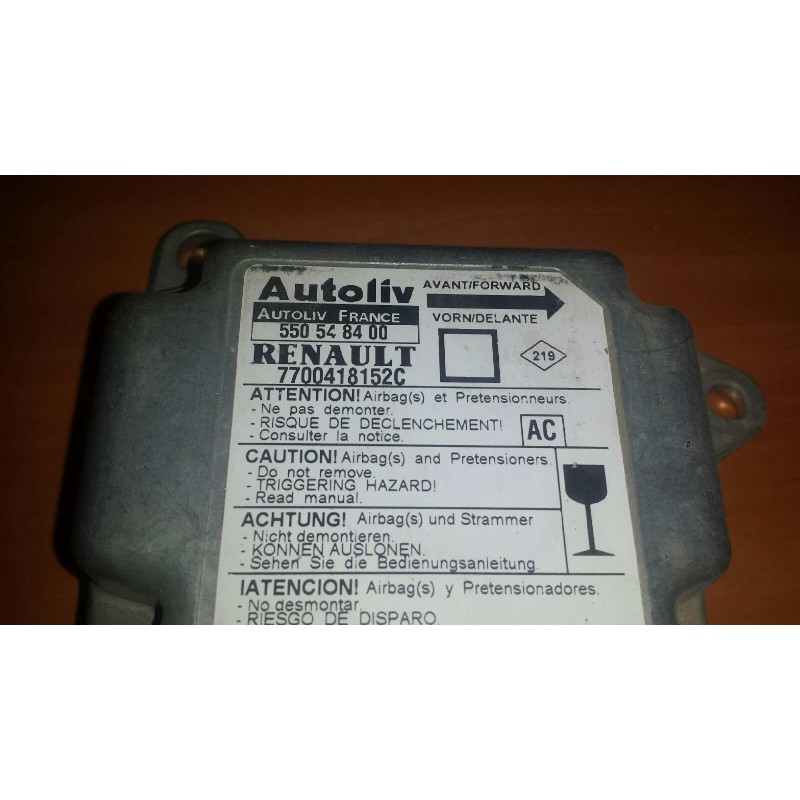 Autoliv
AVANT/FORWARD
AUTOLIV FRANCE
VORN/DELANTE
550 54 84 00
RENAULT
219
7700418152C
ATTENTION! Airbag(s) et Pretensionneurs.
- Ne pas demonter.
- RISQUE DE DECLENCHEMENT!
- Consulter la notice.
AC
CAUTION! Airbag(s) and Pretensioners.
- Do not remove.
- TRIGGERING HAZARD!
- Read manual.
ACHTUNG! Airbag(s) und Strammer
- Nicht demontieren.
- KONNEN AUSLONEN.
- Sehen Sie die Bedienungsanleitung.
IATENCION! Airbag(s) y Pretensionadores.
- No desmontar.
- RIESGO DE DISPARO.